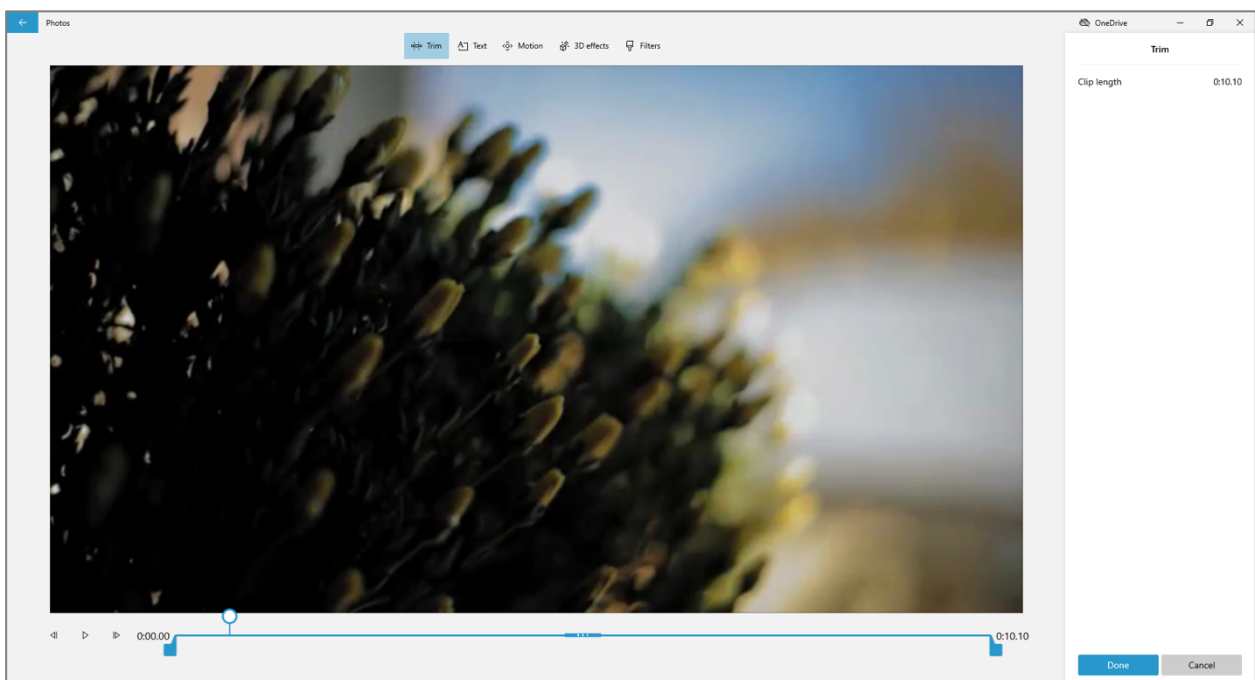 Photos
OneDrive
Trim Text Motion 3D effects Filters
Trim
Clip length 0:10.10
0:00.00 0:10.10
Done Cancel